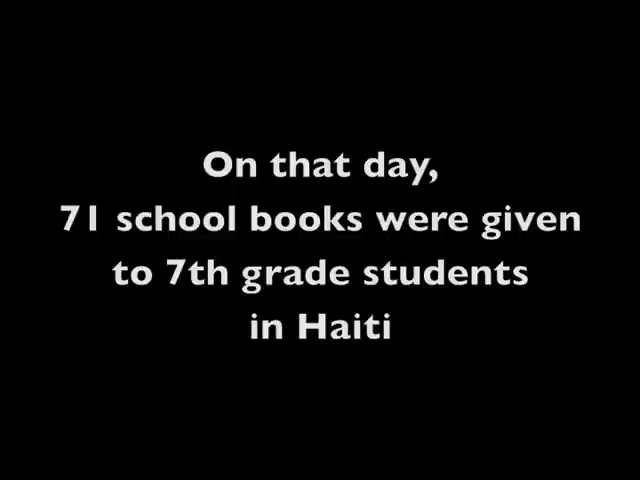 On that day,
71 school books were given
to 7th grade students
in Haiti